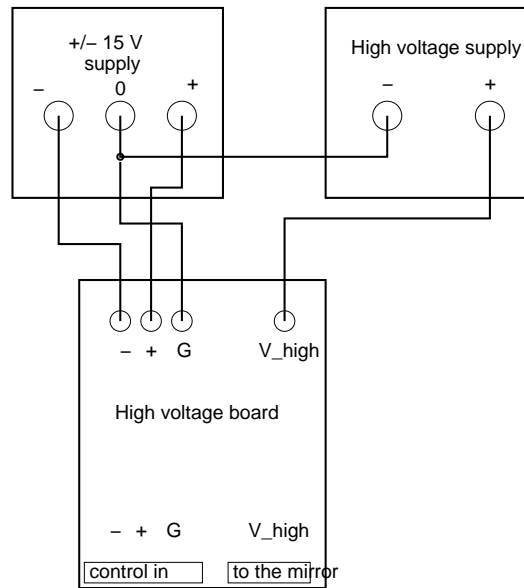 +/− 15 V
supply
− 0 +
High voltage supply
− +
− + G V_high
High voltage board
− + G V_high
control in to the mirror